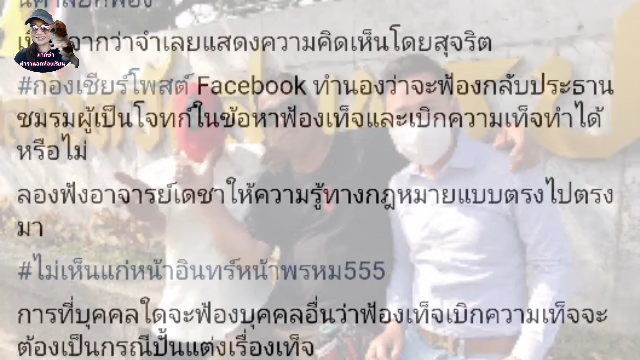 จากว่าจำเลยแสดงความคิดเห็นโดยสุจริต
#กองเชียร์โพสต์ Facebook ทำนองว่าจะฟ้องกลับประธาน
ชมรมผู้เป็นโจทก์ในข้อหาฟ้องเท็จและเบิกความเท็จทำได้
หรือไม่
ลองฟังอาจารย์เดชาให้ความรู้ทางกฎหมายแบบตรงไปตรง
มา
#ไม่เห็นแก่หน้าอินทร์หน้าพรหม555
การที่บุคคลใดจะฟ้องบุคคลอื่นว่าฟ้องเท็จเบิกความเท็จจะ
ต้องเป็นกรณีปั้นแต่งเรื่องเท็จ